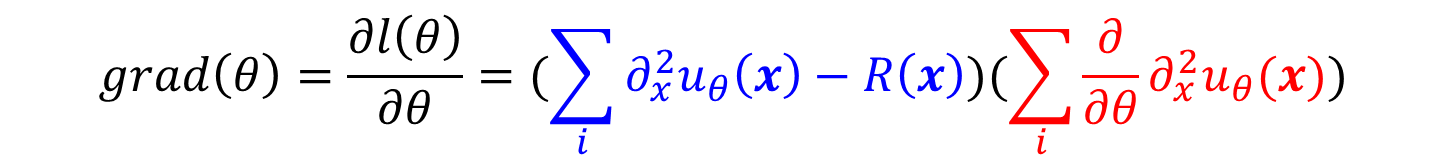 grad(θ) = ∂l(θ)/∂θ = (∑_i ∂_x^2 u_θ(x) − R(x))(∑_i ∂/∂θ ∂_x^2 u_θ(x))